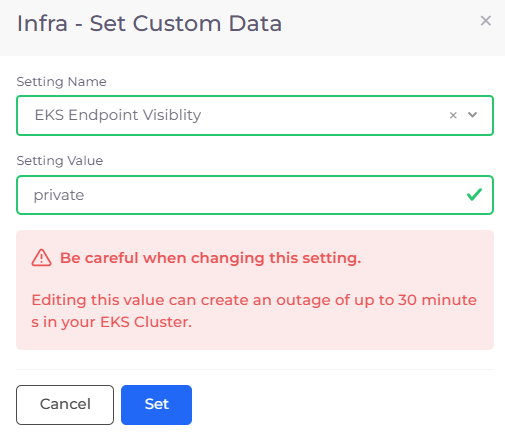 Infra - Set Custom Data
Setting Name
EKS Endpoint Visiblity
Setting Value
private
Be careful when changing this setting.
Editing this value can create an outage of up to 30 minute
s in your EKS Cluster.
Cancel
Set